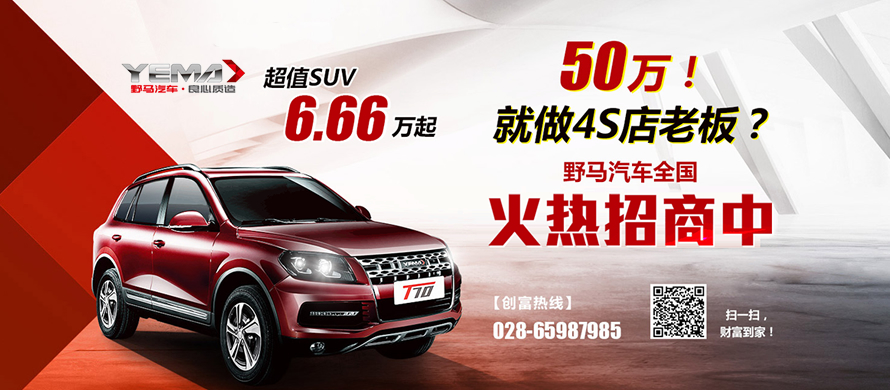 YEMA
野马汽车·良心质造
超值SUV
6.66万起
50万！
就做4S店老板？
野马汽车全国
火热招商中
T70
【创富热线】
028-65987985
扫一扫，
财富到家！